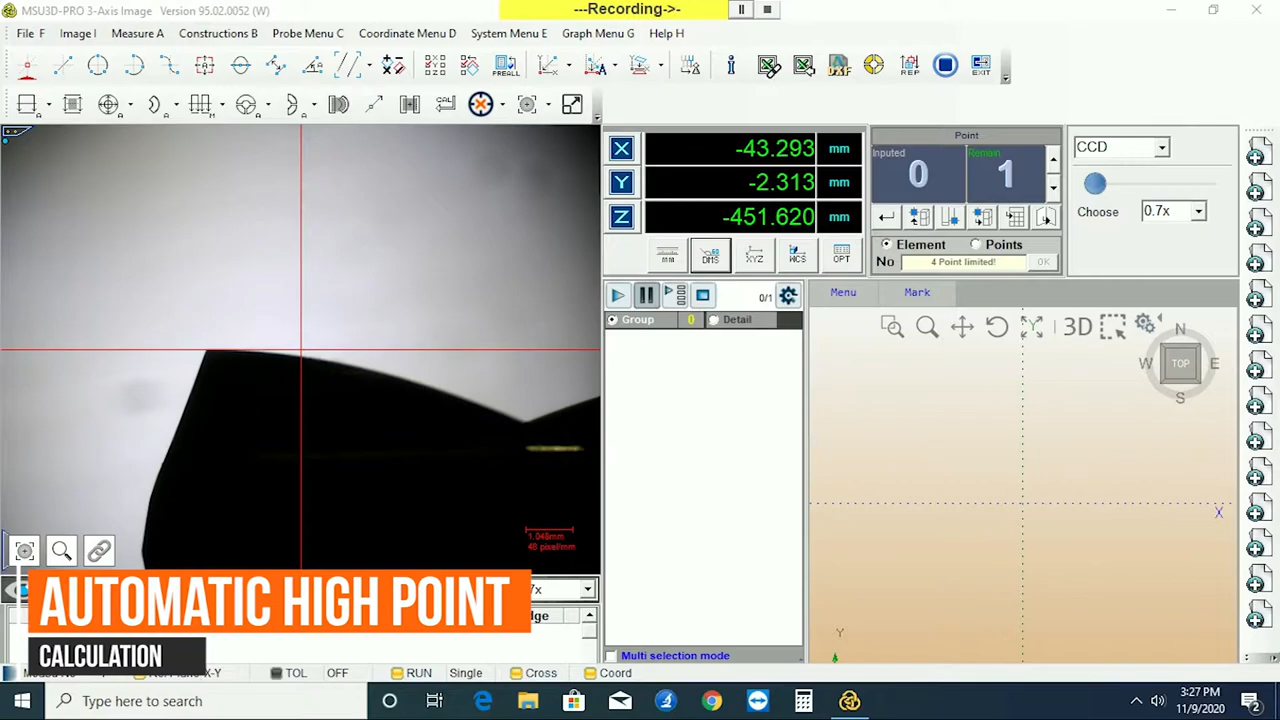 MSU3D-PRO 3-Axis Image Version 95.02.0052 (W)
---Recording->-
File F Image I Measure A Constructions B Probe Menu C Coordinate Menu D System Menu E Graph Menu G Help H
PREALL
DXF
REP
EXIT
CAL
X -43.293 mm
Y -2.313 mm
Z -451.620 mm
MM DMS XYZ WCS OPT
Point
Inputed 0
Remain 1
Element Points
No 4 Point limited! OK
CCD
Choose 0.7x
0/1
Group 0 Detail
Menu Mark
3D
N
W TOP E
S
X
Y
1.048mm
48 pixel/mm
AUTOMATIC HIGH POINT
CALCULATION
Multi selection mode
TOL OFF RUN Single Cross Coord
Type here to search
3:27 PM
11/9/2020
2